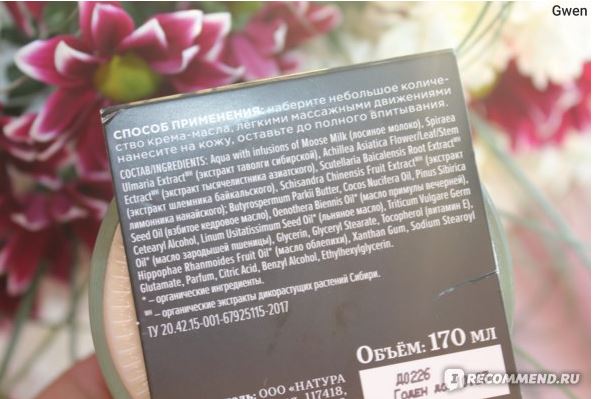 Gwen
СПОСОБ ПРИМЕНЕНИЯ: наберите небольшое количе-
ство крема-масла, лёгкими массажными движениями
нанесите на кожу, оставьте до полного впитывания.
СОСТАВ/INGREDIENTS: Aqua with infusions of Moose Milk (лосиное молоко), Spiraea
Ulmaria Extract (экстракт таволги сибирской), Achillea Asiatica Flower/Leaf/Stem
Ectract (экстракт тысячелистника азиатского), Scutellaria Baicalensis Root Extract
(экстракт шлемника байкальского), Schisandra Chinensis Fruit Extract (экстракт
лимонника нанайского); Butyrospermum Parkii Butter, Cocos Nucifera Oil, Pinus Sibirica
Seed Oil (взбитое кедровое масло), Oenothera Biennis Oil* (масло примулы вечерней),
Cetearyl Alcohol, Linum Usitatissimum Seed Oil* (льняное масло), Triticum Vulgare Germ
Oil* (масло зародышей пшеницы), Glycerin, Glyceryl Stearate, Tocopherol (витамин Е),
Hippophae Rhamnoides Fruit Oil* (масло облепихи), Xanthan Gum, Sodium Stearoyl
Glutamate, Parfum, Citric Acid, Benzyl Alcohol, Ethylhexylglycerin.
* – органические ингредиенты.
WH – органические экстракты дикорастущих растений Сибири.
ТУ 20.42.15-001-67925115-2017
ОБЪЁМ: 170 МЛ
ООО «НАТУРА
117418,
Д0226
Годен до
IRECOMMEND.RU